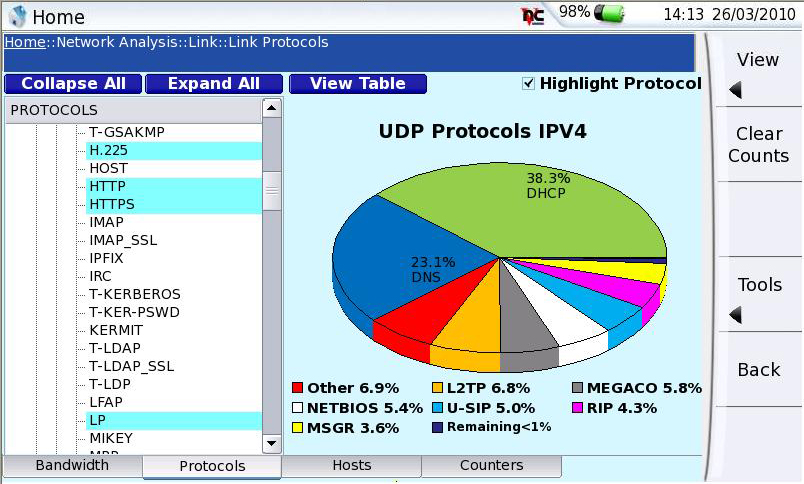 Home
98%
14:13 26/03/2010
Home::Network Analysis::Link::Link Protocols
Collapse All
Expand All
View Table
Highlight Protocol
PROTOCOLS
T-GSAKMP
H.225
HOST
HTTP
HTTPS
IMAP
IMAP_SSL
IPFIX
IRC
T-KERBEROS
T-KER-PSWD
KERMIT
T-LDAP
T-LDAP_SSL
T-LDP
LFAP
LP
MIKEY
UDP Protocols IPV4
38.3%
DHCP
23.1%
DNS
Other 6.9%
L2TP 6.8%
MEGACO 5.8%
NETBIOS 5.4%
U-SIP 5.0%
RIP 4.3%
MSGR 3.6%
Remaining<1%
Bandwidth
Protocols
Hosts
Counters
View
Clear
Counts
Tools
Back